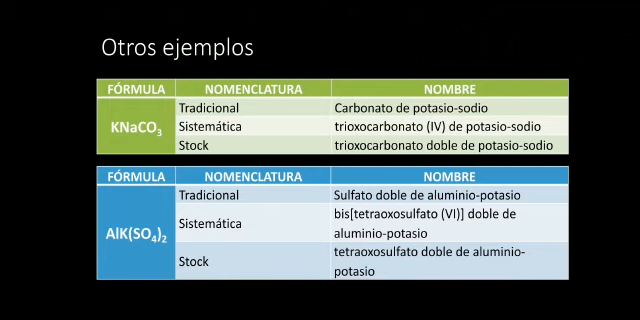 Otros ejemplos
FÓRMULA NOMENCLATURA NOMBRE
KNaCO₃
Tradicional Carbonato de potasio-sodio
Sistemática trioxocarbonato (IV) de potasio-sodio
Stock trioxocarbonato doble de potasio-sodio
FÓRMULA NOMENCLATURA NOMBRE
AlK(SO₄)₂
Tradicional Sulfato doble de aluminio-potasio
Sistemática bis[tetraoxosulfato (VI)] doble de
aluminio-potasio
Stock tetraoxosulfato doble de aluminio-
potasio